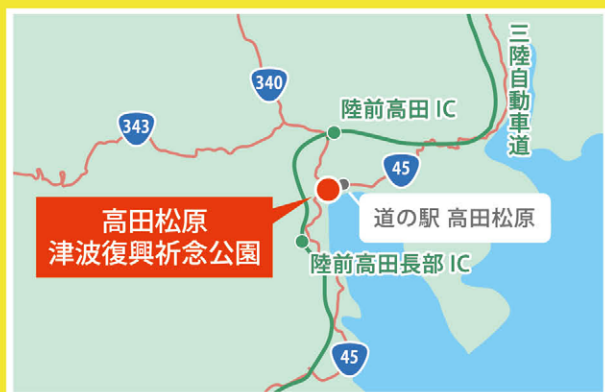 三陸自動車道
340
陸前高田 IC
343
45
道の駅 高田松原
高田松原
津波復興祈念公園
陸前高田長部 IC
45